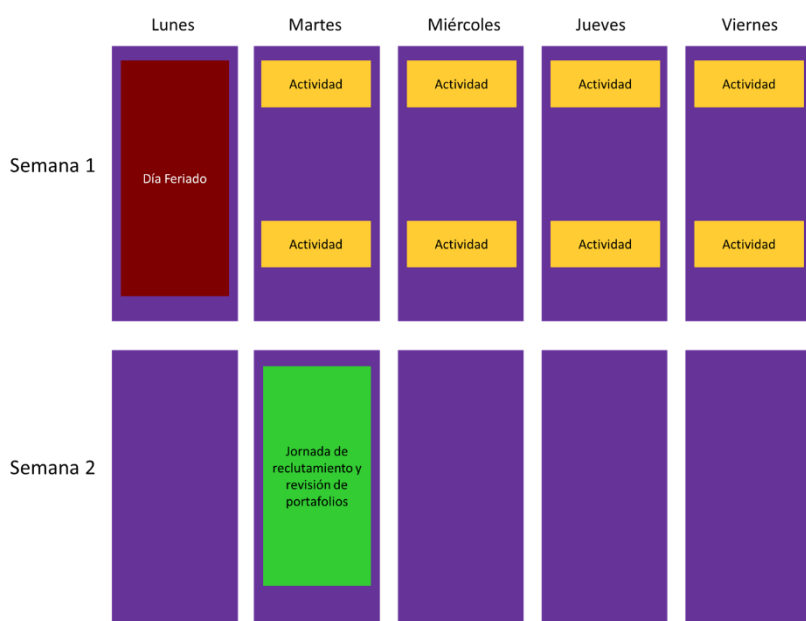 Lunes
Martes
Miércoles
Jueves
Viernes
Semana 1
Día Feriado
Actividad
Actividad
Actividad
Actividad
Actividad
Actividad
Actividad
Actividad
Semana 2
Jornada de
reclutamiento y
revisión de
portafolios